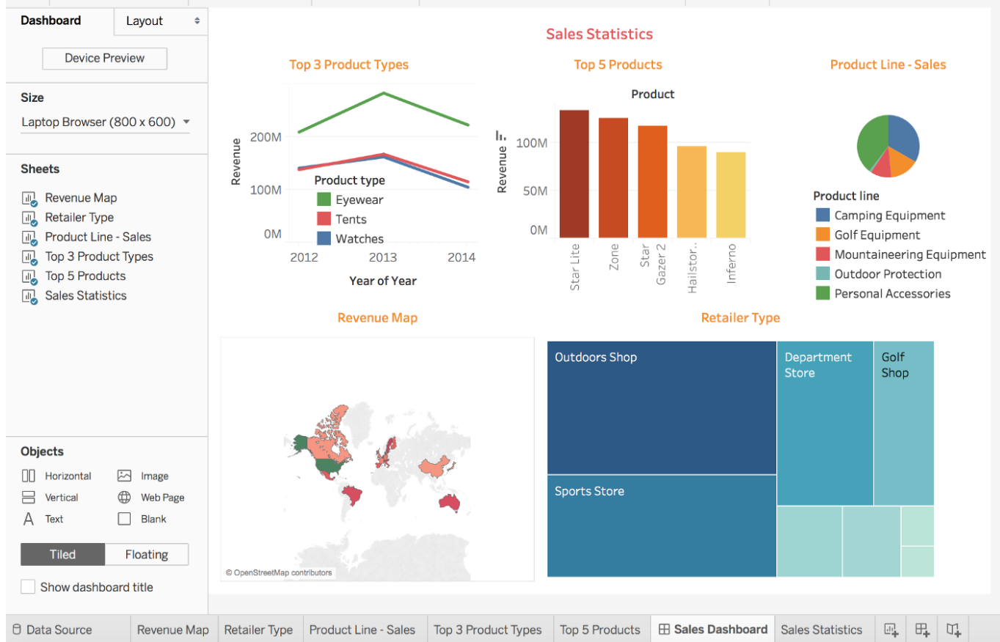 Dashboard
Layout
Device Preview
Size
Laptop Browser (800 x 600)
Sheets
Revenue Map
Retailer Type
Product Line - Sales
Top 3 Product Types
Top 5 Products
Sales Statistics
Objects
Horizontal
Image
Vertical
Web Page
Text
Blank
Tiled
Floating
Show dashboard title
Sales Statistics
Top 3 Product Types
Revenue
200M
100M
0M
Product type
Eyewear
Tents
Watches
2012
2013
2014
Year of Year
Top 5 Products
Product
Revenue
100M
50M
0M
Star Lite
Zone
Star
Gazer 2
Hailstor..
Inferno
Product Line - Sales
Product line
Camping Equipment
Golf Equipment
Mountaineering Equipment
Outdoor Protection
Personal Accessories
Revenue Map
© OpenStreetMap contributors
Retailer Type
Outdoors Shop
Department
Store
Golf
Shop
Sports Store
Data Source
Revenue Map
Retailer Type
Product Line - Sales
Top 3 Product Types
Top 5 Products
Sales Dashboard
Sales Statistics